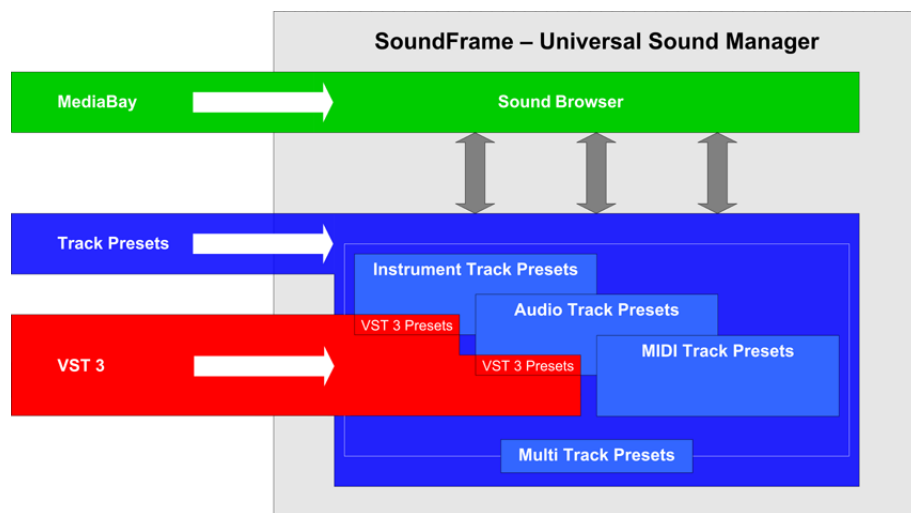 SoundFrame – Universal Sound Manager
MediaBay
Sound Browser
Track Presets
Instrument Track Presets
Audio Track Presets
VST 3 Presets
MIDI Track Presets
VST 3
VST 3 Presets
Multi Track Presets